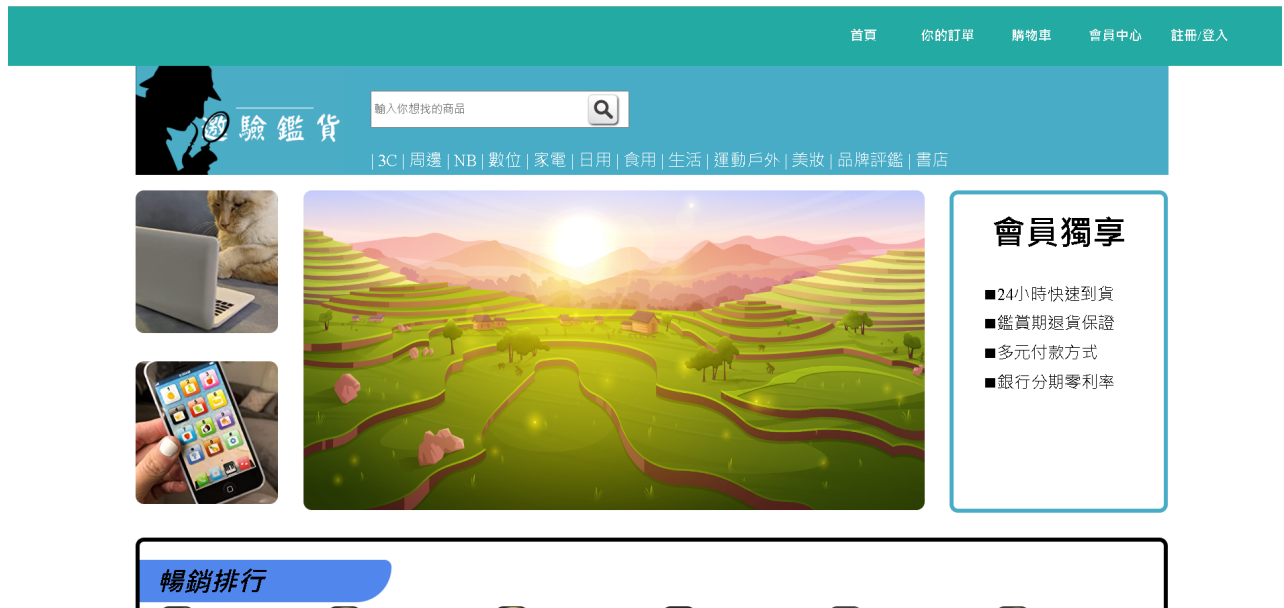 首頁 你的訂單 購物車 會員中心 註冊/登入
邀驗鑑貨
輸入你想找的商品
| 3C | 周邊 | NB | 數位 | 家電 | 日用 | 食用 | 生活 | 運動戶外 | 美妝 | 品牌評鑑 | 書店
會員獨享
■24小時快速到貨
■鑑賞期退貨保證
■多元付款方式
■銀行分期零利率
暢銷排行